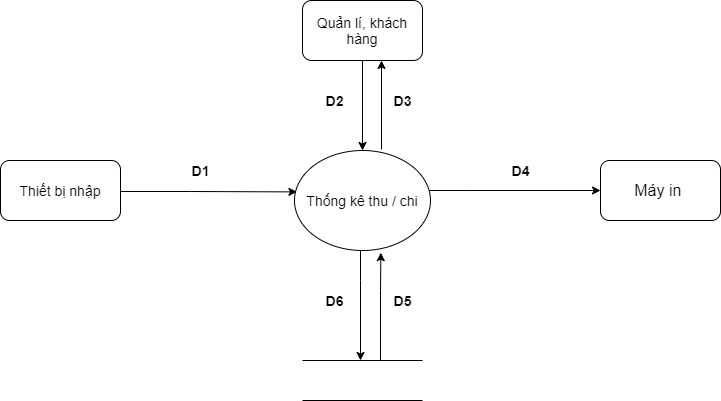 Quản lí, khách
hàng
D2
D3
D1
D4
Thiết bị nhập
Thống kê thu / chi
Máy in
D6
D5